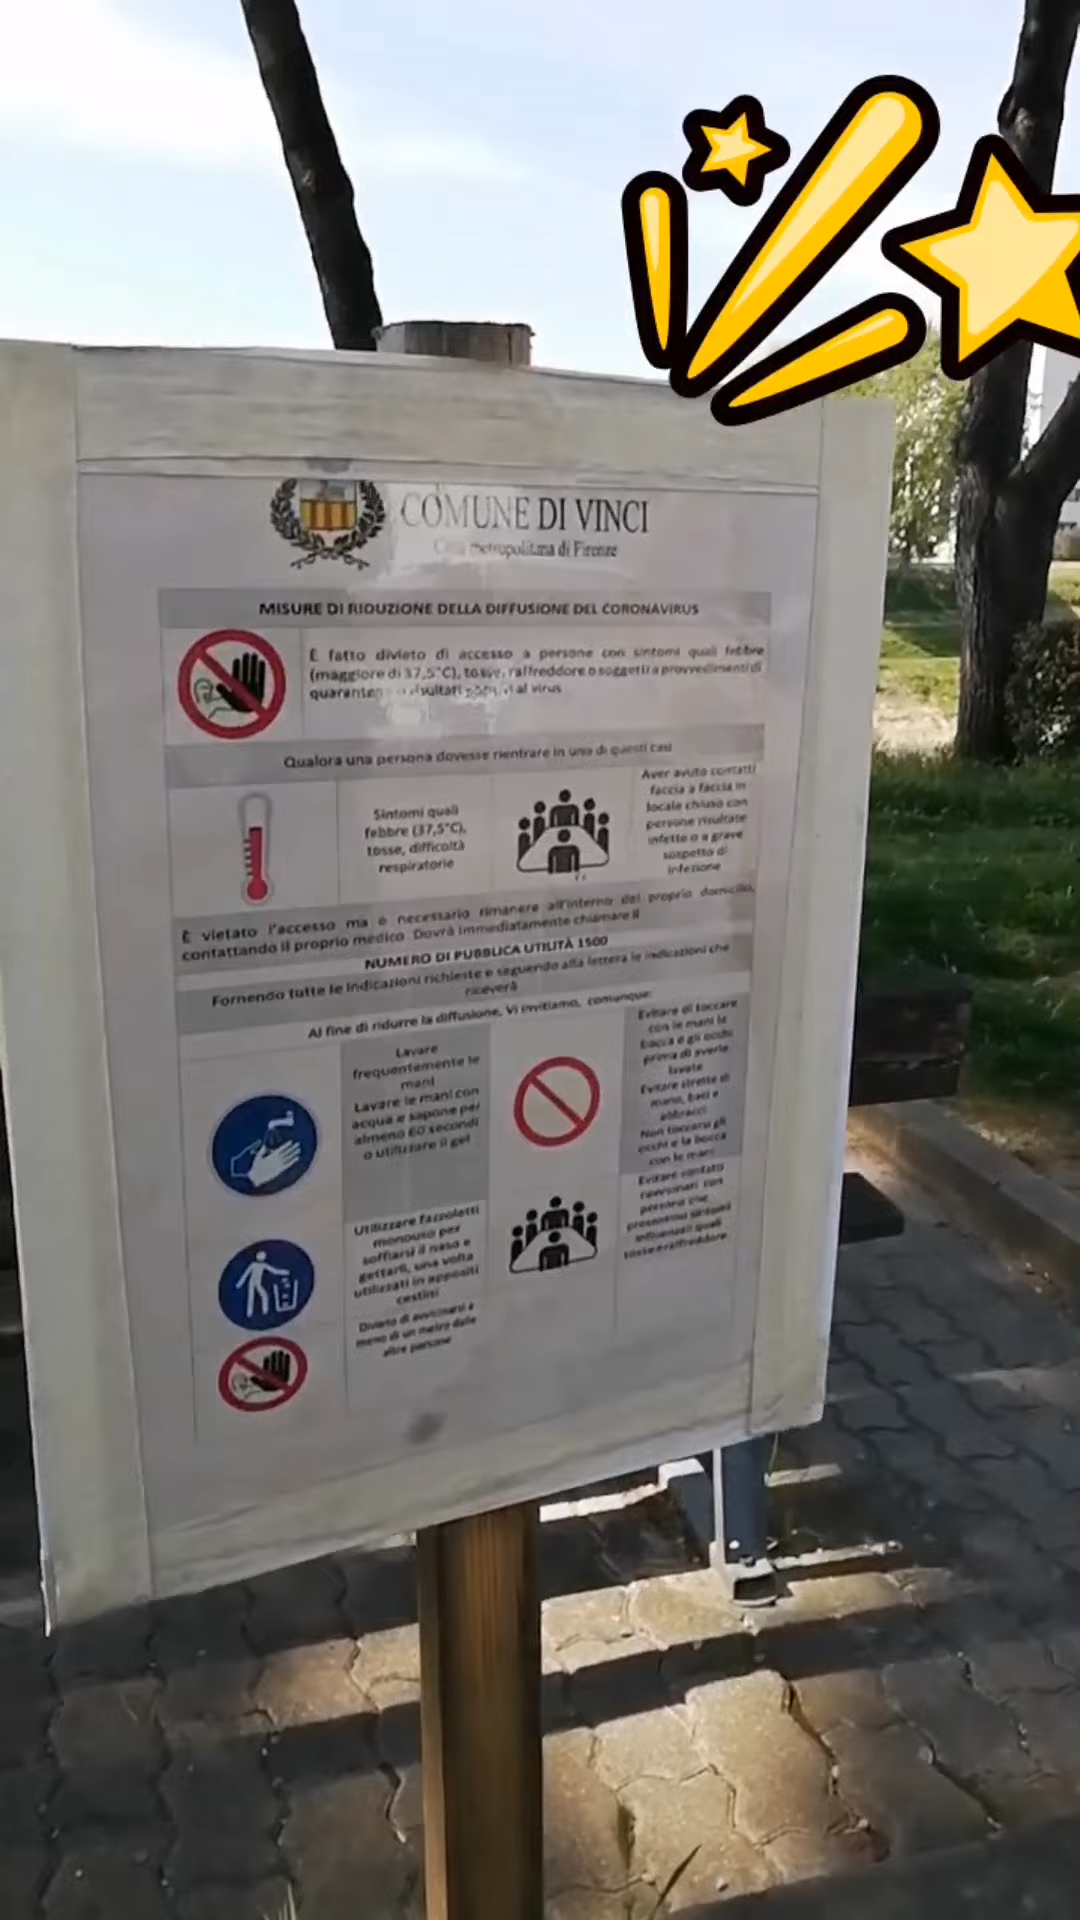 COMUNE DI VINCI
Città metropolitana di Firenze
MISURE DI RIDUZIONE DELLA DIFFUSIONE DEL CORONAVIRUS
È fatto divieto di accesso a persone con sintomi quali febbre
(maggiore di 37,5°C), tosse, raffreddore o soggetti a provvedimenti di
quarantena o risultati positivi al virus
Qualora una persona dovesse rientrare in uno di questi casi
Sintomi quali
febbre (37,5°C),
tosse, difficoltà
respiratorie
Aver avuto contatti
faccia a faccia in
locale chiuso con
persone risultate
infette o a grave
sospetto di
infezione
È vietato l'accesso ma è necessario rimanere all'interno del proprio domicilio,
contattando il proprio medico. Dovrà immediatamente chiamare il
NUMERO DI PUBBLICA UTILITÀ 1500
Fornendo tutte le indicazioni richieste e seguendo alla lettera le indicazioni che
riceverà
Al fine di ridurre la diffusione, Vi invitiamo, comunque:
Lavare
frequentemente le
mani
Lavare le mani con
acqua e sapone per
almeno 60 secondi
o utilizzare il gel
Evitare di toccare
con le mani la
bocca e gli occhi
prima di averle
lavate
Evitare strette di
mano, baci e
abbracci
Non toccarsi gli
occhi e la bocca
con le mani
Utilizzare fazzoletti
monouso per
soffiarsi il naso e
gettarli, una volta
utilizzati in appositi
cestini
Evitare contatti
ravvicinati con
persone che
presentino sintomi
influenzali quali
tosse e raffreddore.
Divieto di avvicinarsi a
meno di un metro dalle
altre persone